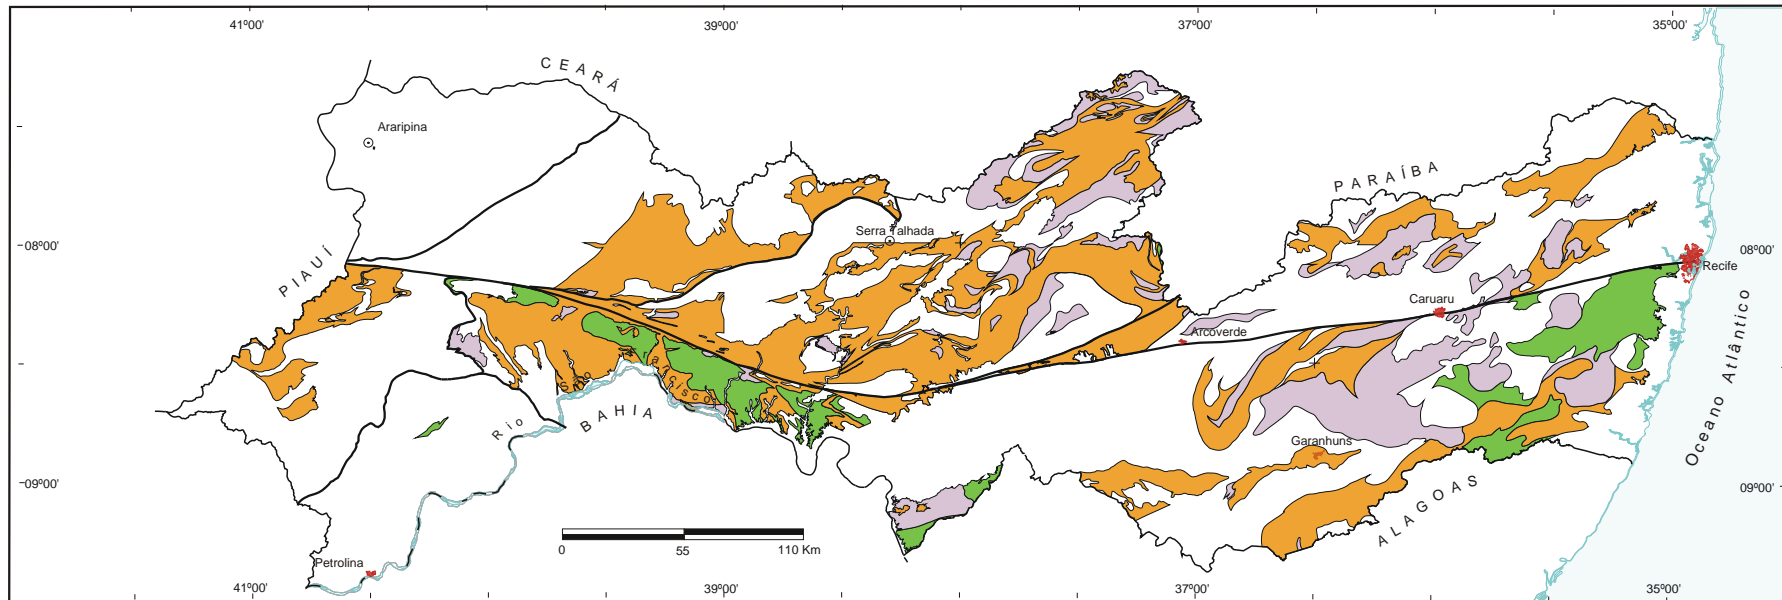 41º00'
39º00'
37º00'
35º00'
CEARÁ
Araripina
PARAÍBA
Serra Talhada
08º00'
08º00'
PIAUÍ
Recife
Caruaru
Arcoverde
Oceano Atlântico
Rio
São
Francisco
BAHIA
Garanhuns
09º00'
09º00'
ALAGOAS
0
55
110 Km
Petrolina
41º00'
39º00'
37º00'
35º00'